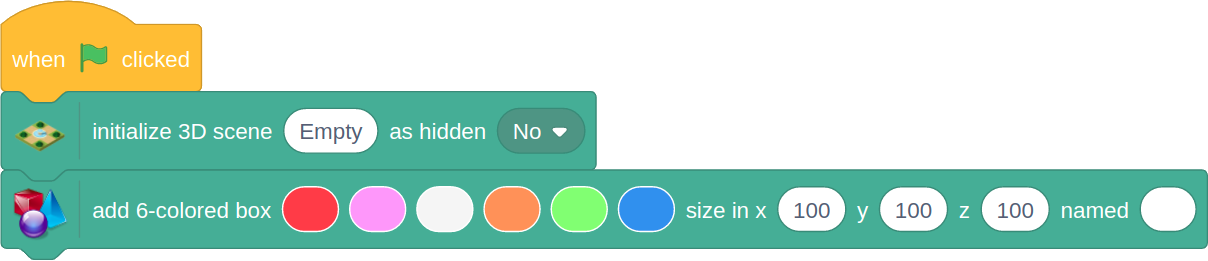 when clicked
initialize 3D scene Empty as hidden No
add 6-colored box size in x 100 y 100 z 100 named